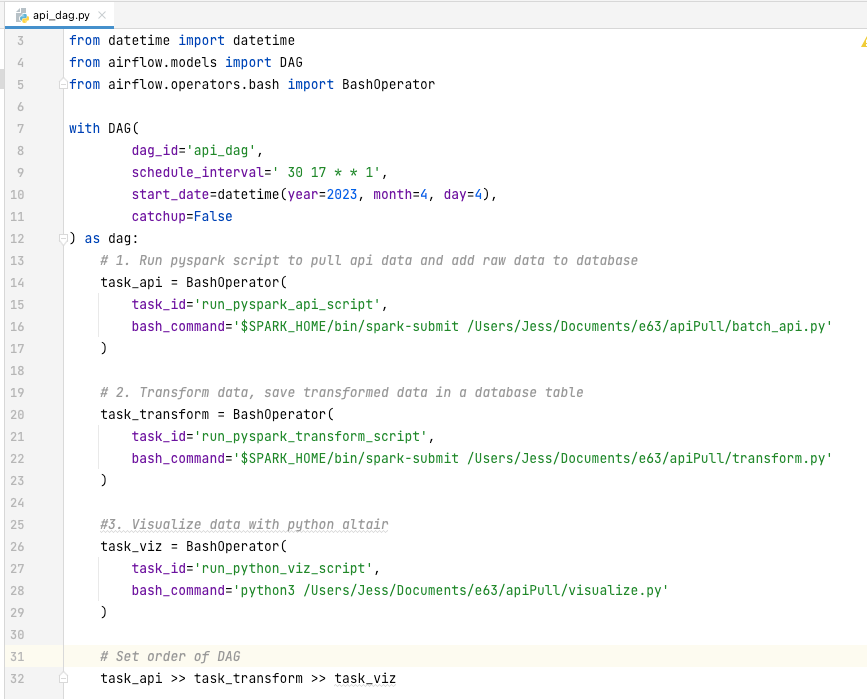 api_dag.py
3 from datetime import datetime
4 from airflow.models import DAG
5 from airflow.operators.bash import BashOperator
6
7 with DAG(
8         dag_id='api_dag',
9         schedule_interval=' 30 17 * * 1',
10         start_date=datetime(year=2023, month=4, day=4),
11         catchup=False
12 ) as dag:
13     # 1. Run pyspark script to pull api data and add raw data to database
14     task_api = BashOperator(
15         task_id='run_pyspark_api_script',
16         bash_command='$SPARK_HOME/bin/spark-submit /Users/Jess/Documents/e63/apiPull/batch_api.py'
17     )
18
19     # 2. Transform data, save transformed data in a database table
20     task_transform = BashOperator(
21         task_id='run_pyspark_transform_script',
22         bash_command='$SPARK_HOME/bin/spark-submit /Users/Jess/Documents/e63/apiPull/transform.py'
23     )
24
25     #3. Visualize data with python altair
26     task_viz = BashOperator(
27         task_id='run_python_viz_script',
28         bash_command='python3 /Users/Jess/Documents/e63/apiPull/visualize.py'
29     )
30
31     # Set order of DAG
32     task_api >> task_transform >> task_viz